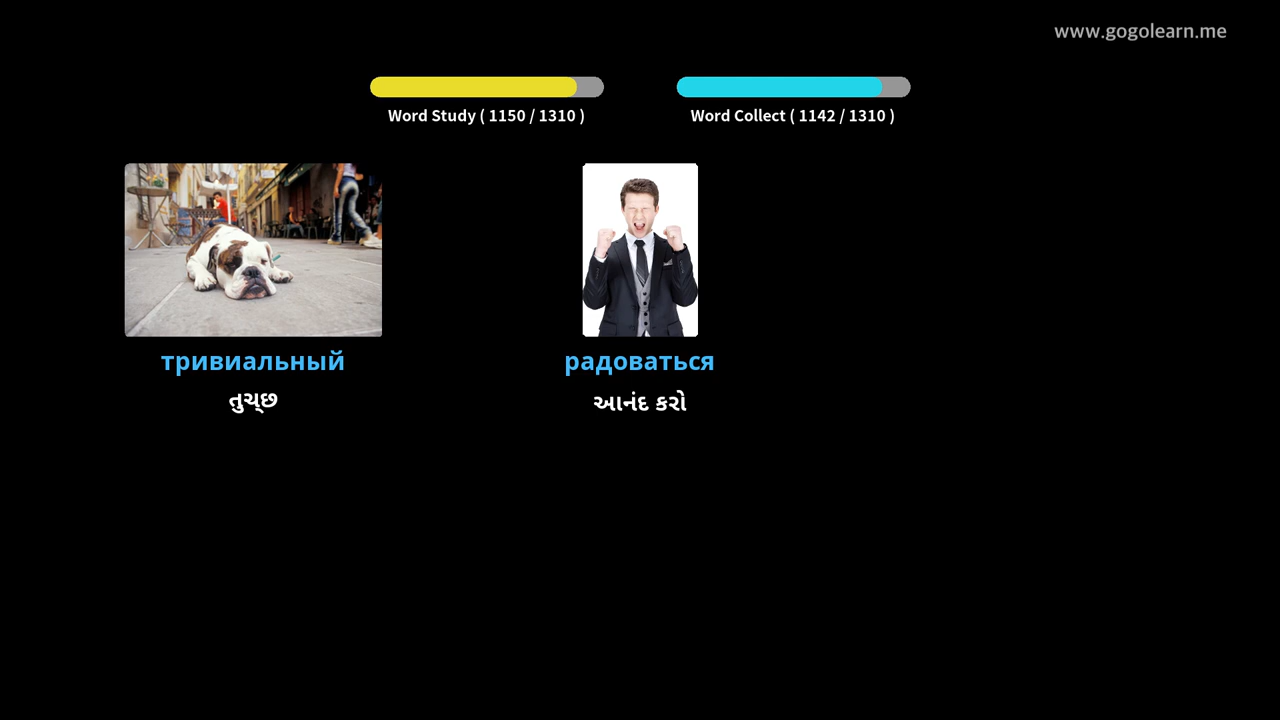 www.gogolearn.me
Word Study ( 1150 / 1310 )
Word Collect ( 1142 / 1310 )
тривиальный
તુચ્છ
радоваться
આનંદ કરો